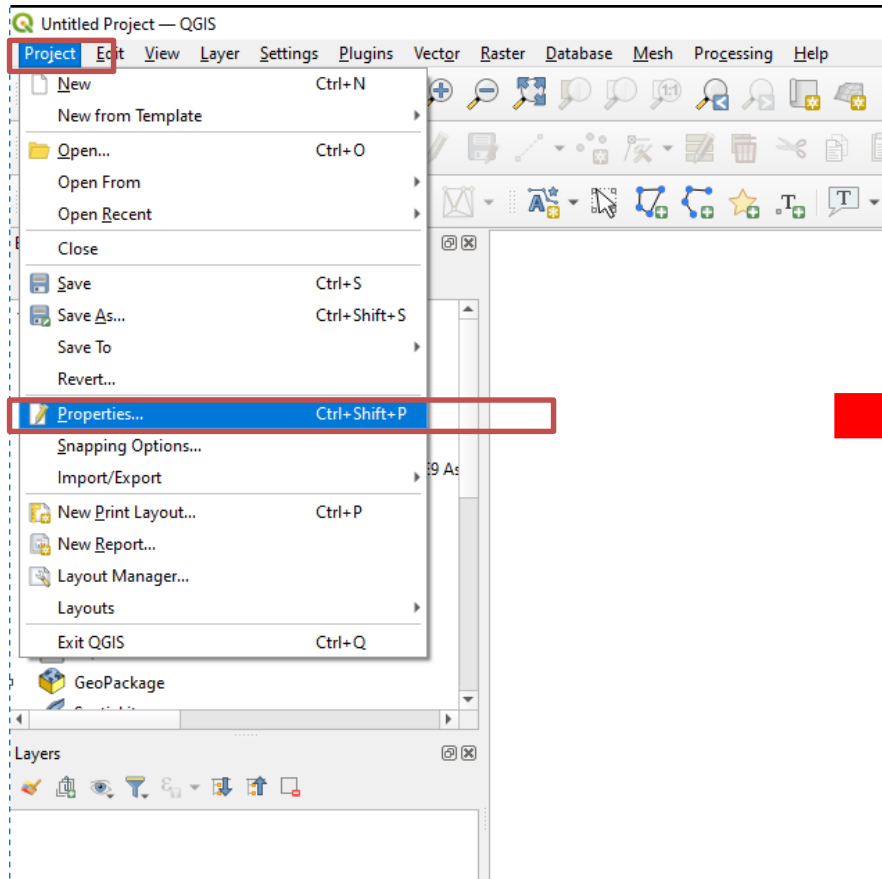 Untitled Project — QGIS
Project Edit View Layer Settings Plugins Vector Raster Database Mesh Processing Help
New Ctrl+N
New from Template
Open... Ctrl+O
Open From
Open Recent
Close
Save Ctrl+S
Save As... Ctrl+Shift+S
Save To
Revert...
Properties... Ctrl+Shift+P
Snapping Options...
Import/Export
New Print Layout... Ctrl+P
New Report...
Layout Manager...
Layouts
Exit QGIS Ctrl+Q
GeoPackage
Layers